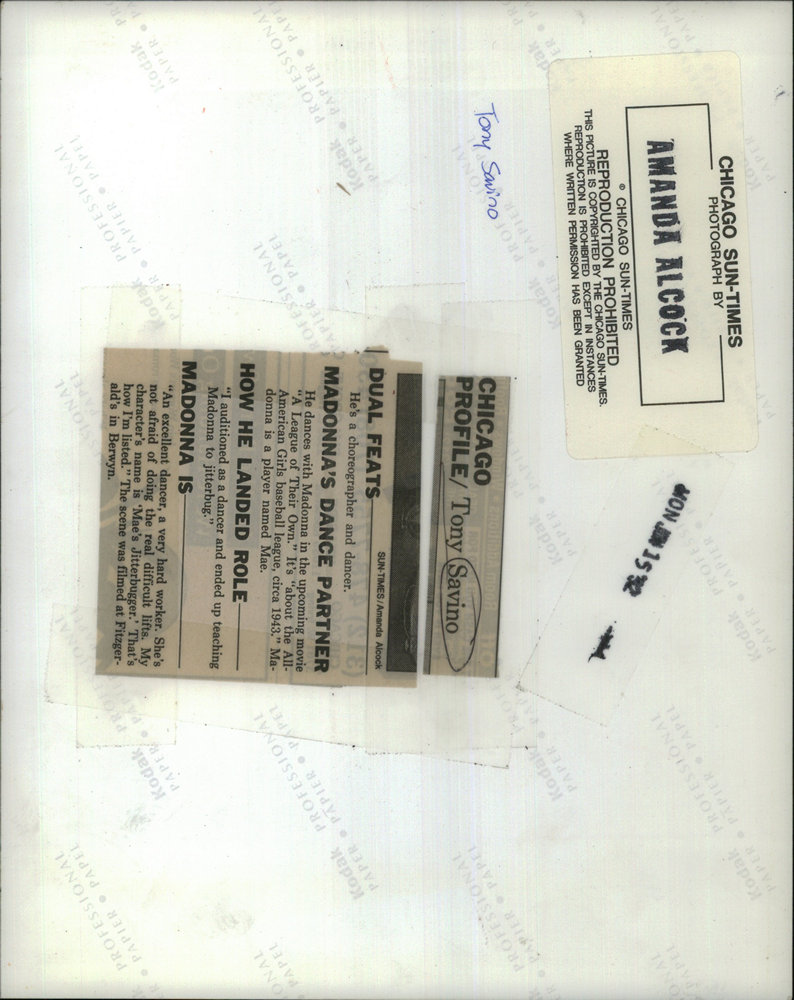 CHICAGO SUN-TIMES
PHOTOGRAPH BY
AMANDA ALCOCK
© CHICAGO SUN-TIMES
REPRODUCTION PROHIBITED
THIS PICTURE IS COPYRIGHTED BY THE CHICAGO SUN-TIMES.
REPRODUCTION IS PROHIBITED EXCEPT IN INSTANCES
WHERE WRITTEN PERMISSION HAS BEEN GRANTED
Tony Savino
MON JUN 15 92
CHICAGO
PROFILE/ Tony Savino
SUN-TIMES/Amanda Alcock
DUAL FEATS
He's a choreographer and dancer.
MADONNA'S DANCE PARTNER
He dances with Madonna in the upcoming movie
"A League of Their Own." It's "about the All-
American Girls baseball league, circa 1943." Ma-
donna is a player named Mae.
HOW HE LANDED ROLE
"I auditioned as a dancer and ended up teaching
Madonna to jitterbug."
MADONNA IS
"An excellent dancer, a very hard worker. She's
not afraid of doing the real difficult lifts. My
character's name is 'Mae's Jitterbugger.' That's
how I'm listed." The scene was filmed at Fitzger-
ald's in Berwyn.
Kodak
PROFESSIONAL
PAPER